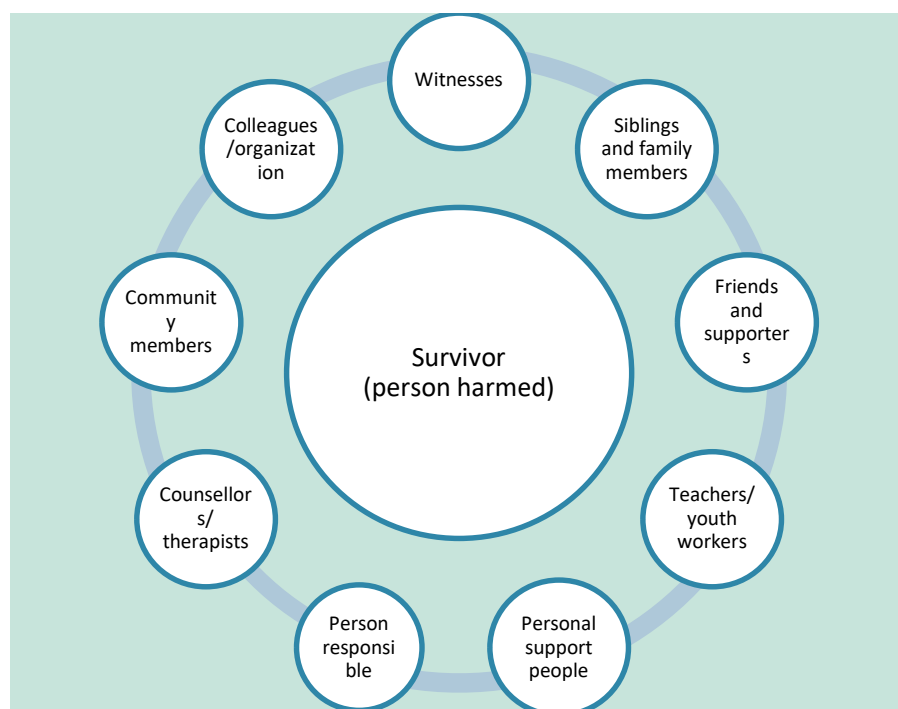 Witnesses
Siblings
and family
members
Friends
and
supporter
s
Teachers/
youth
workers
Personal
support
people
Person
responsi
ble
Counsellor
s/
therapists
Communit
y
members
Colleagues
/organizat
ion
Survivor
(person harmed)